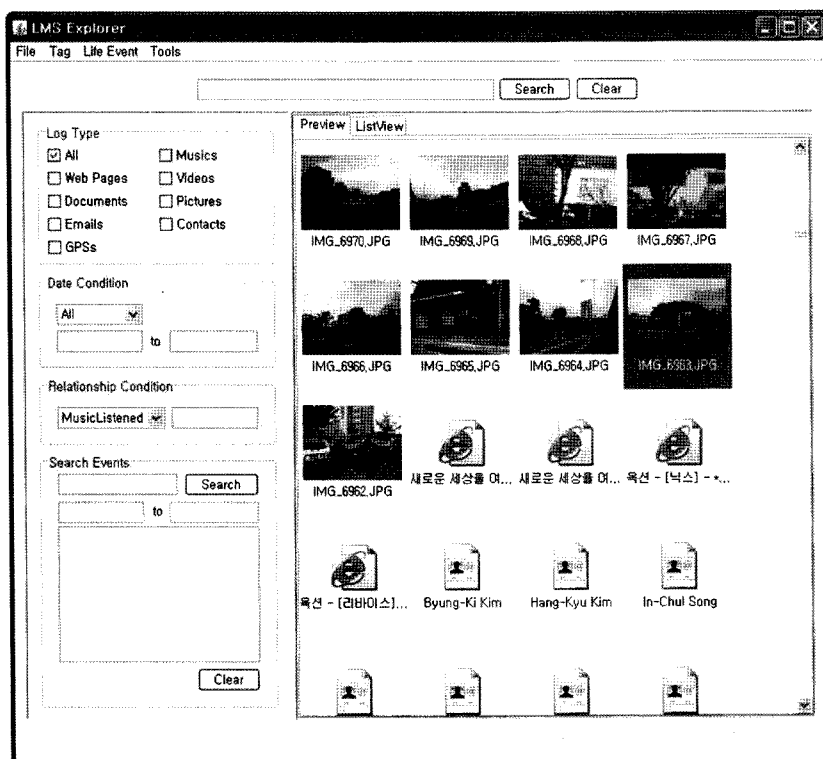 LMS Explorer
File Tag Life Event Tools
Search Clear
Log Type
All Musics
Web Pages Videos
Documents Pictures
Emails Contacts
GPSs
Date Condition
All
to
Relationship Condition
MusicListened
Search Events
Search
to
Clear
Preview ListView
IMG_6970.JPG IMG_6969.JPG IMG_6968.JPG IMG_6967.JPG
IMG_6966.JPG IMG_6965.JPG IMG_6964.JPG IMG_6963.JPG
IMG_6962.JPG 새로운 세상을 여... 새로운 세상을 여... 옥션 - [닉스] - *...
옥션 - [리바이스]... Byung-Ki Kim Hang-Kyu Kim In-Chul Song